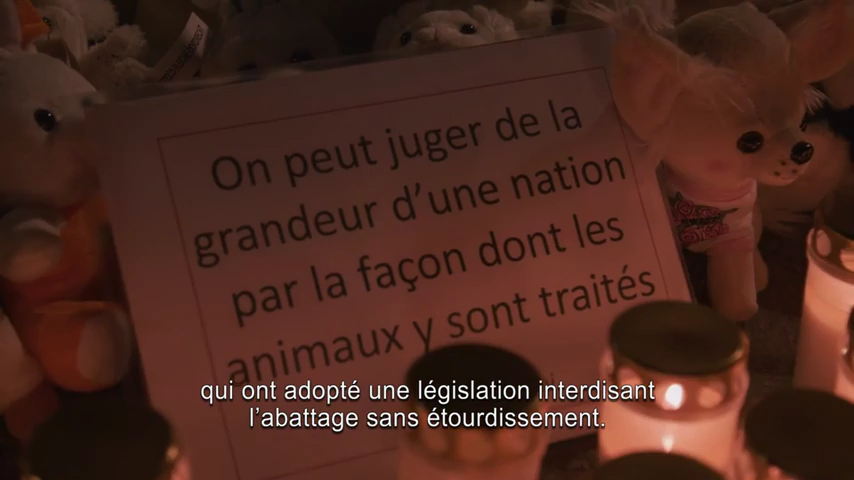 On peut juger de la
grandeur d'une nation
par la façon dont les
animaux y sont traités
qui ont adopté une législation interdisant
l'abattage sans étourdissement.